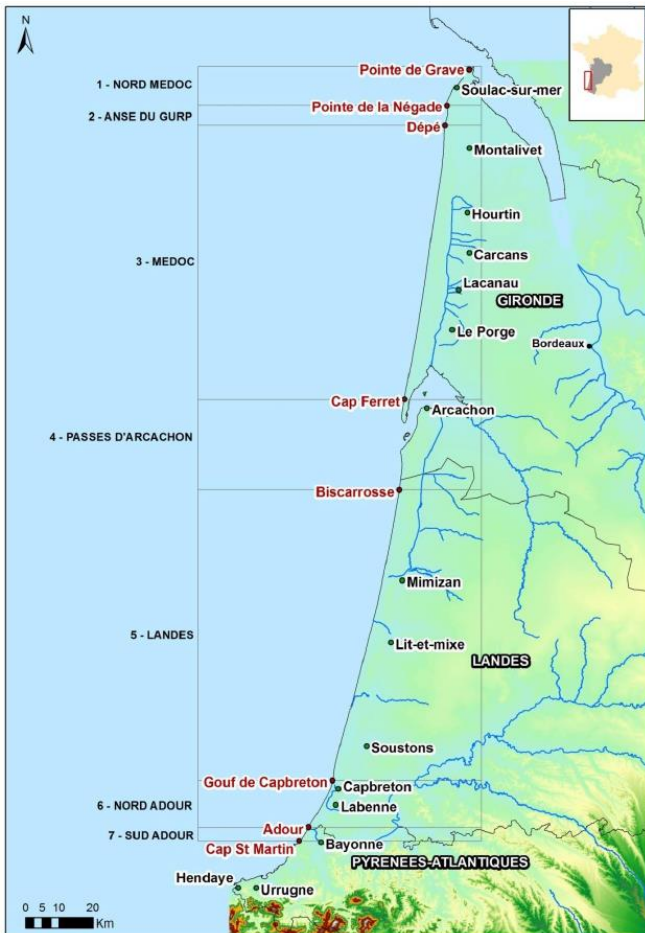 N
Pointe de Grave
1 - NORD MEDOC
Soulac-sur-mer
Pointe de la Négade
2 - ANSE DU GURP
Dépé
Montalivet
Hourtin
Carcans
3 - MEDOC
Lacanau
GIRONDE
Le Porge
Bordeaux
Cap Ferret
Arcachon
4 - PASSES D'ARCACHON
Biscarrosse
Mimizan
5 - LANDES
Lit-et-mixe
LANDES
Soustons
Gouf de Capbreton
Capbreton
6 - NORD ADOUR
Labenne
Adour
7 - SUD ADOUR
Cap St Martin
Bayonne
PYRENEES-ATLANTIQUES
Hendaye
Urrugne
0 5 10 20
Km